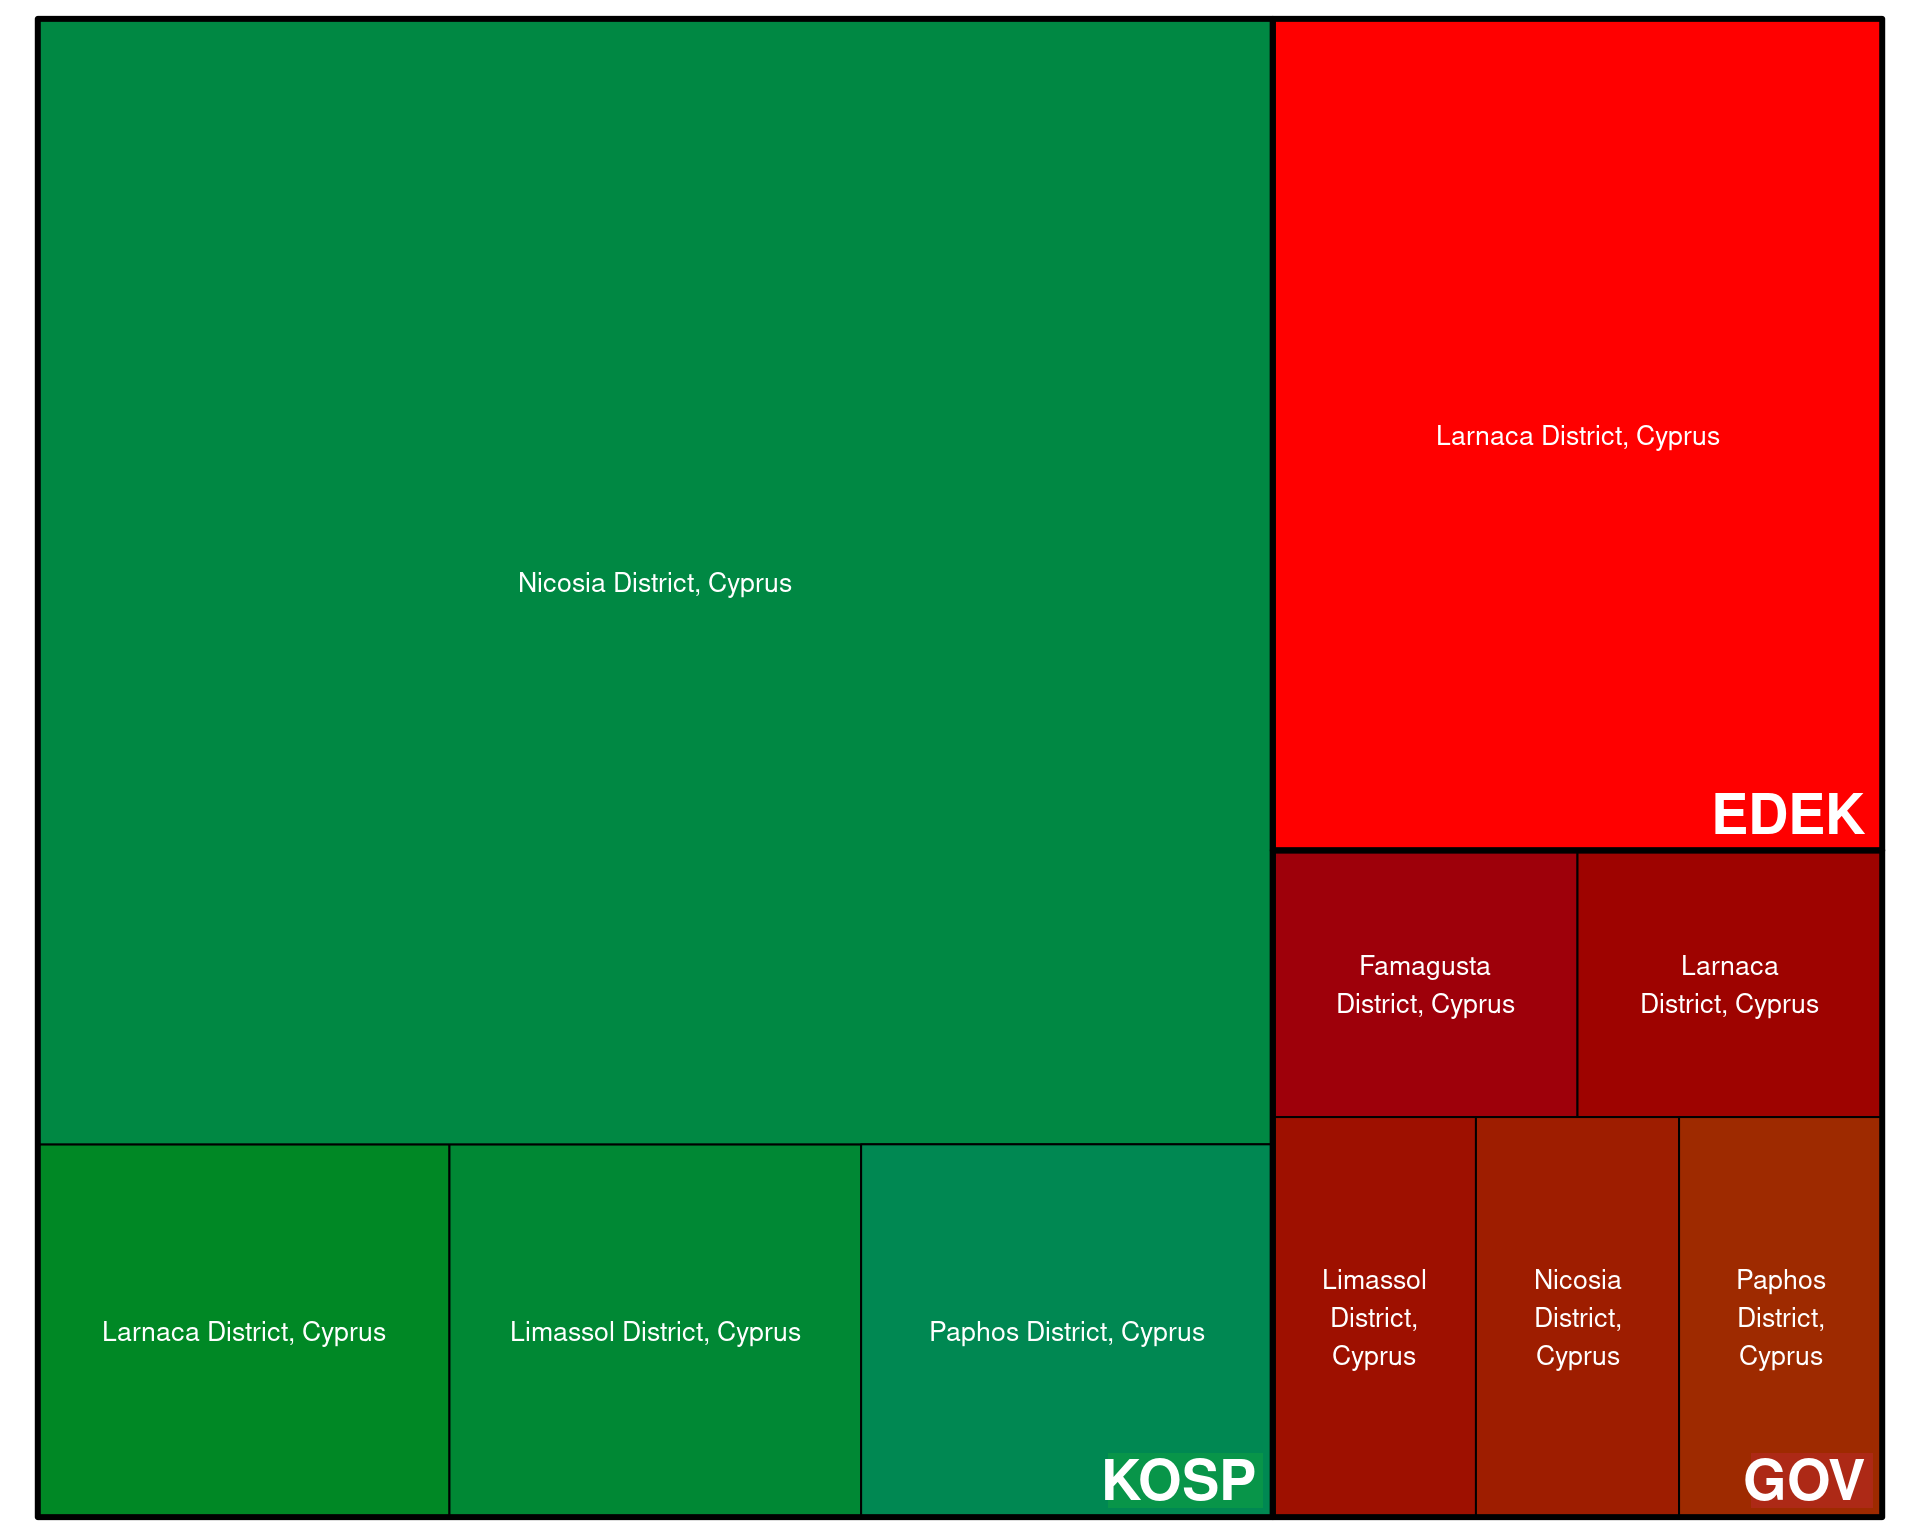 Nicosia District, Cyprus
Larnaca District, Cyprus
Limassol District, Cyprus
Paphos District, Cyprus
KOSP
Larnaca District, Cyprus
EDEK
Famagusta
District, Cyprus
Larnaca
District, Cyprus
Limassol
District,
Cyprus
Nicosia
District,
Cyprus
Paphos
District,
Cyprus
GOV